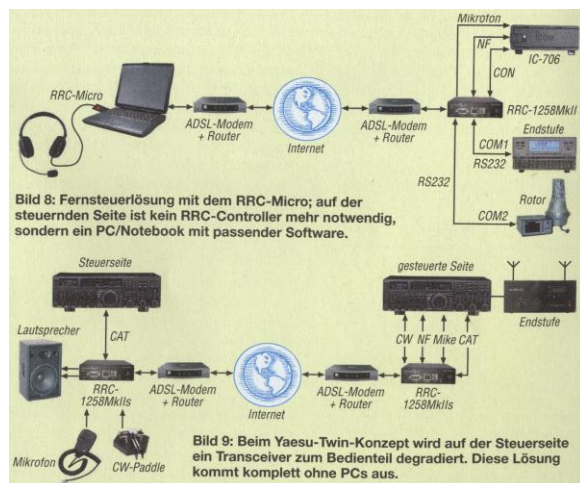 Mikrofon
NF
IC-706
CON
RRC-Micro
RRC-1258MkII
ADSL-Modem
+ Router
Internet
ADSL-Modem
+ Router
Endstufe
COM1
RS232
RS232
Rotor
COM2
Bild 8: Fernsteuerlösung mit dem RRC-Micro; auf der
steuernden Seite ist kein RRC-Controller mehr notwendig,
sondern ein PC/Notebook mit passender Software.
Steuerseite
gesteuerte Seite
Lautsprecher
CAT
CW NF Mike CAT
Endstufe
RRC-
1258MkIIs
ADSL-Modem
+ Router
Internet
ADSL-Modem
+ Router
RRC-
1258MkIIs
Mikrofon
CW-Paddle
Bild 9: Beim Yaesu-Twin-Konzept wird auf der Steuerseite
ein Transceiver zum Bedienteil degradiert. Diese Lösung
kommt komplett ohne PCs aus.